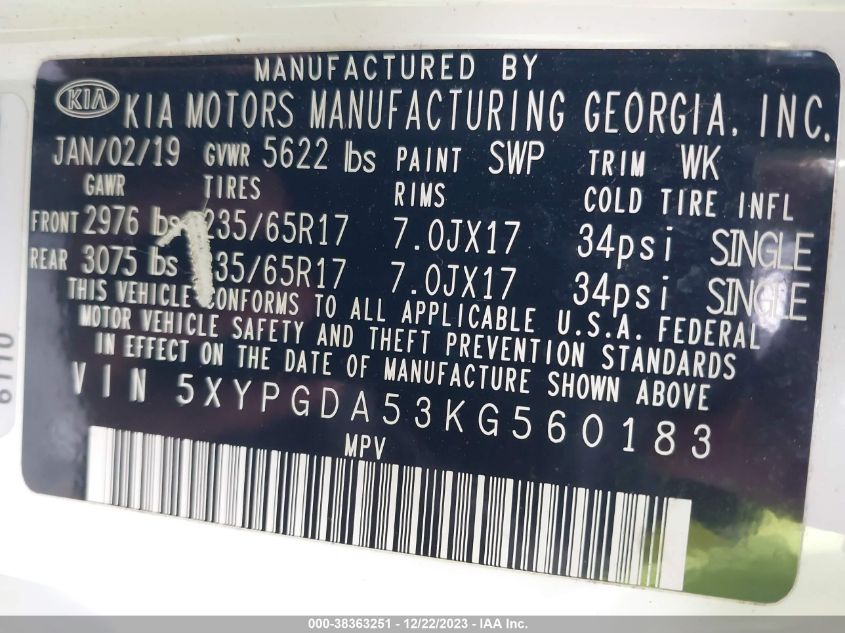 MANUFACTURED BY
KIA KIA MOTORS MANUFACTURING GEORGIA, INC.
JAN/02/19 GVWR 5622 lbs PAINT SWP TRIM WK
GAWR TIRES RIMS COLD TIRE INFL
FRONT 2976 lbs 235/65R17 7.0JX17 34psi SINGLE
REAR 3075 lbs 235/65R17 7.0JX17 34psi SINGLE
THIS VEHICLE CONFORMS TO ALL APPLICABLE U.S.A. FEDERAL
MOTOR VEHICLE SAFETY AND THEFT PREVENTION STANDARDS
IN EFFECT ON THE DATE OF MANUFACTURE SHOWN ABOVE
VIN 5XYPGDA53KG560183
MPV
000-38363251 - 12/22/2023 - IAA Inc.